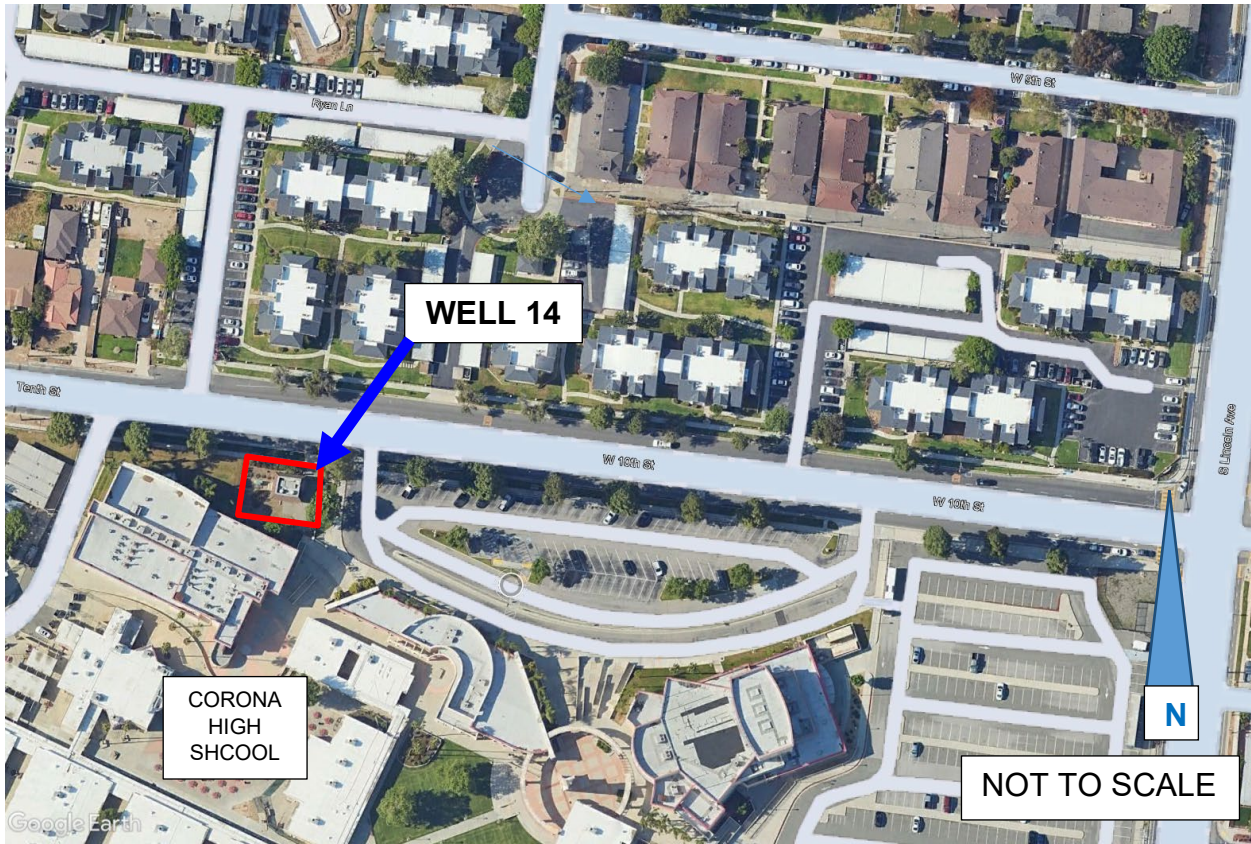 W 9th St
Ryan Ln
WELL 14
Tenth St
S Lincoln Ave
W 10th St
W 10th St
CORONA
HIGH
SHCOOL
N
NOT TO SCALE
Google Earth